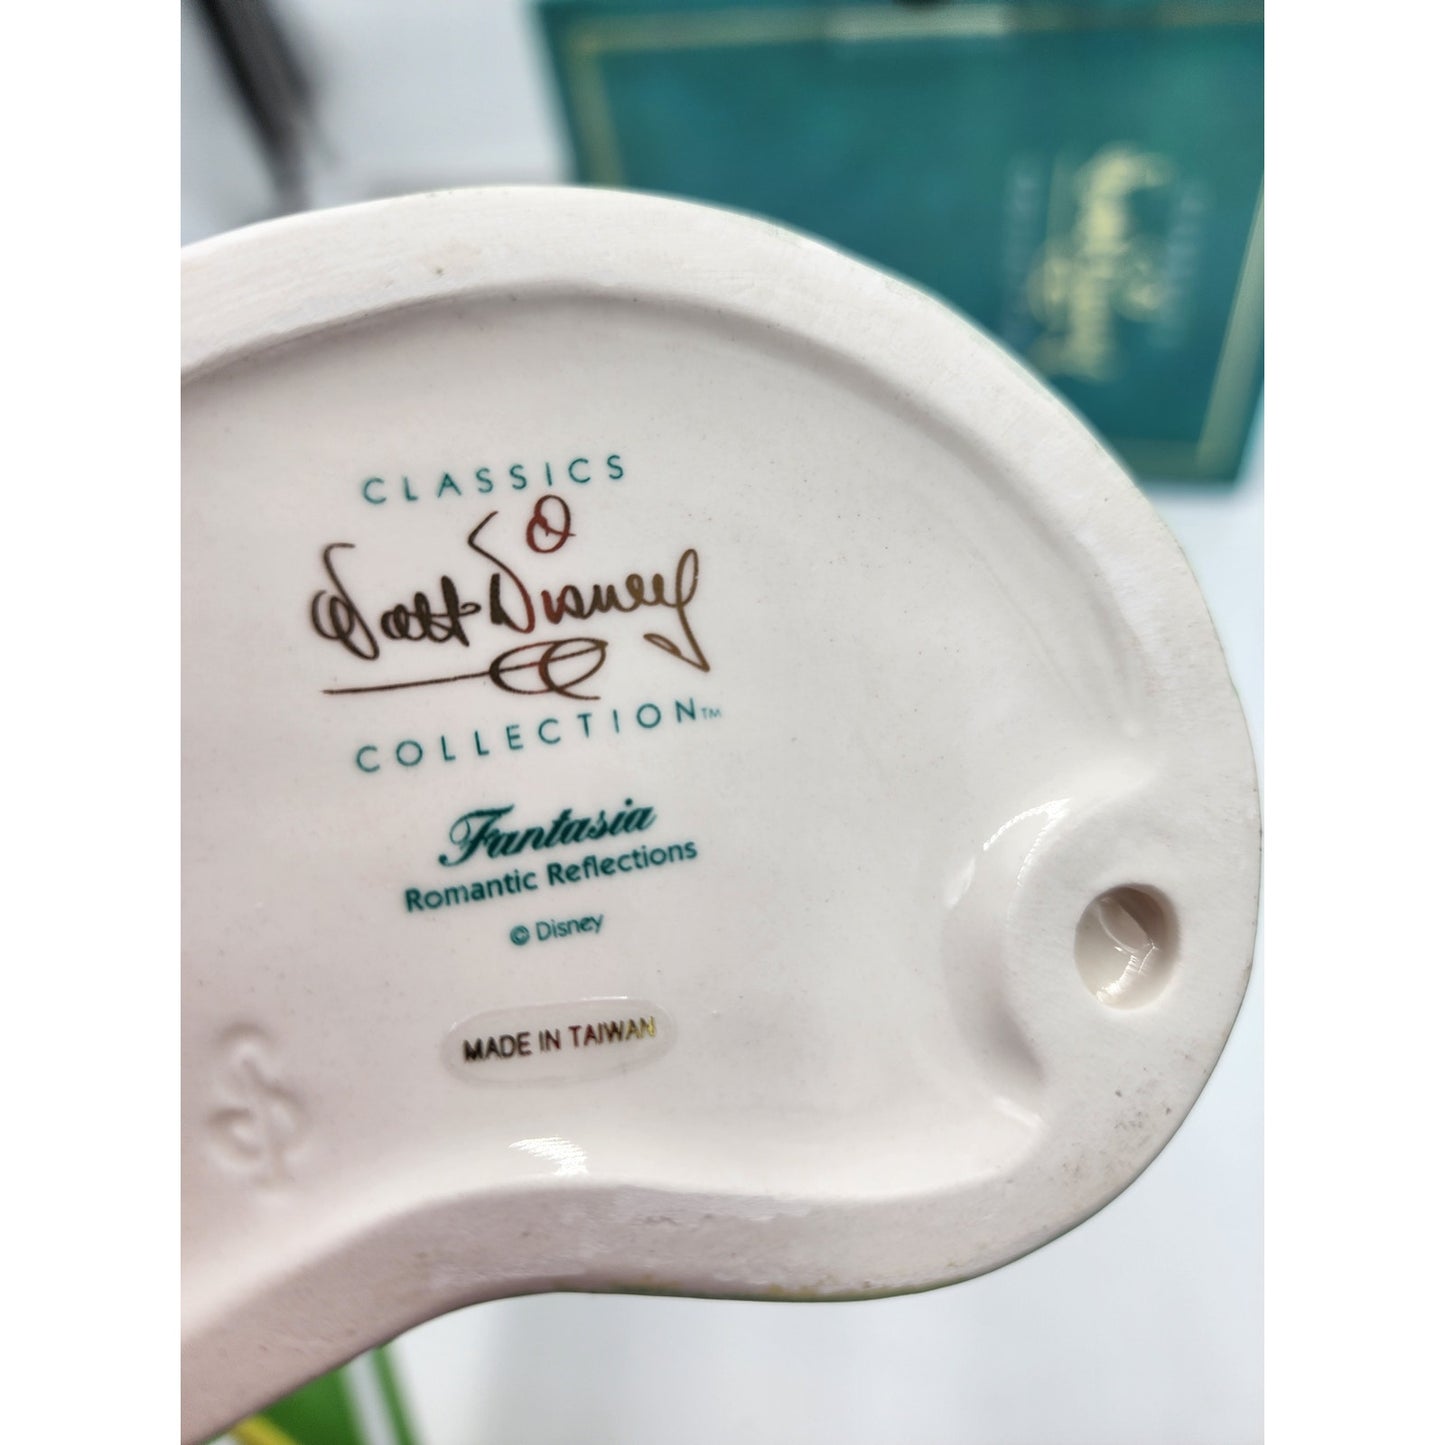 CLASSICS
Walt Disney
COLLECTION™
Fantasia
Romantic Reflections
© Disney
MADE IN TAIWAN